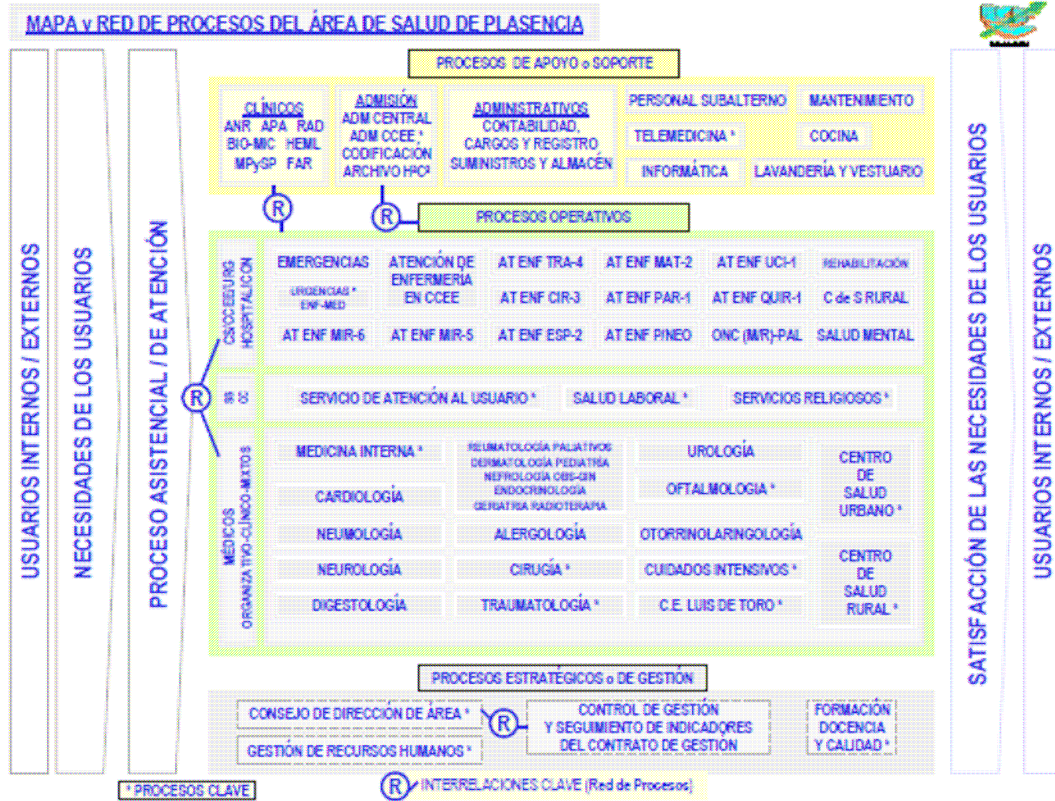 MAPA y RED DE PROCESOS DEL ÁREA DE SALUD DE PLASENCIA
USUARIOS INTERNOS / EXTERNOS
NECESIDADES DE LOS USUARIOS
PROCESO ASISTENCIAL / DE ATENCIÓN
PROCESOS DE APOYO o SOPORTE
CLÍNICOS
ANR APA RAD
BIO-MIC HEML
MPySP FAR
ADMISIÓN
ADM CENTRAL
ADM CCEE *
CODIFICACIÓN
ARCHIVO HPCª
ADMINISTRATIVOS
CONTABILIDAD,
CARGOS Y REGISTRO
SUMINISTROS Y ALMACÉN
PERSONAL SUBALTERNO
MANTENIMIENTO
TELEMEDICINA *
COCINA
INFORMÁTICA
LAVANDERÍA Y VESTUARIO
R
R
PROCESOS OPERATIVOS
HOSPITALICON
EMERGENCIAS
ATENCIÓN DE
ENFERMERÍA
EN CCEE
AT ENF TRA-4
AT ENF MAT-2
AT ENF UCI-1
REHABILITACIÓN
URGENCIAS *
ENF-MED
AT ENF CIR-3
AT ENF PAR-1
AT ENF QUIR-1
C de S RURAL
AT ENF MIR-6
AT ENF MIR-5
AT ENF ESP-2
AT ENF PINEO
ONC (M/R)-PAL
SALUD MENTAL
R
SERVICIO DE ATENCIÓN AL USUARIO *
SALUD LABORAL *
SERVICIOS RELIGIOSOS *
MÉDICOS
ORGANIZATIVO-CLÍNICO-MIXTOS
MEDICINA INTERNA *
CARDIOLOGÍA
NEUMOLOGÍA
NEUROLOGÍA
DIGESTOLOGÍA
REUMATOLOGÍA PALIATIVOS
DERMATOLOGÍA PEDIATRÍA
NEFROLOGÍA OBS-GIN
ENDOCRINOLOGÍA
GERIATRIA RADIOTERAPIA
ALERGOLOGÍA
CIRUGÍA *
TRAUMATOLOGÍA *
UROLOGÍA
OFTALMOLOGIA *
OTORRINOLARINGOLOGÍA
CUIDADOS INTENSIVOS *
C.E. LUIS DE TORO *
CENTRO
DE
SALUD
URBANO *
CENTRO
DE
SALUD
RURAL *
PROCESOS ESTRATÉGICOS o DE GESTIÓN
CONSEJO DE DIRECCIÓN DE ÁREA *
GESTIÓN DE RECURSOS HUMANOS *
R
CONTROL DE GESTIÓN
Y SEGUIMIENTO DE INDICADORES
DEL CONTRATO DE GESTION
FORMACIÓN
DOCENCIA
Y CALIDAD *
* PROCESOS CLAVE
R
INTERRELACIONES CLAVE (Red de Procesos)
SATISFACCIÓN DE LAS NECESIDADES DE LOS USUARIOS
USUARIOS INTERNOS / EXTERNOS